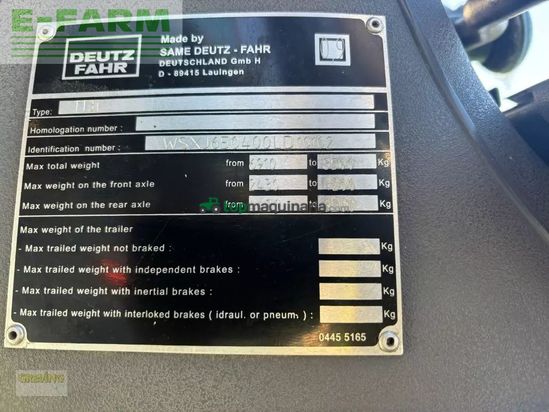 E-FARM
DEUTZ
FAHR
Made by
SAME DEUTZ - FAHR
DEUTSCHLAND Gmb H
D - 89415 Lauingen
Type:
Homologation number :
Identification number :
Max total weight from to Kg
Max weight on the front axle from to Kg
Max weight on the rear axle from to Kg
topmaquinaria
Max weight of the trailer
- Max trailed weight not braked : Kg
- Max trailed weight with independent brakes : Kg
- Max trailed weight with inertial brakes : Kg
- Max trailed weight with interloked brakes ( idraul. or pneum. ) : Kg
0445 5165
GREVING